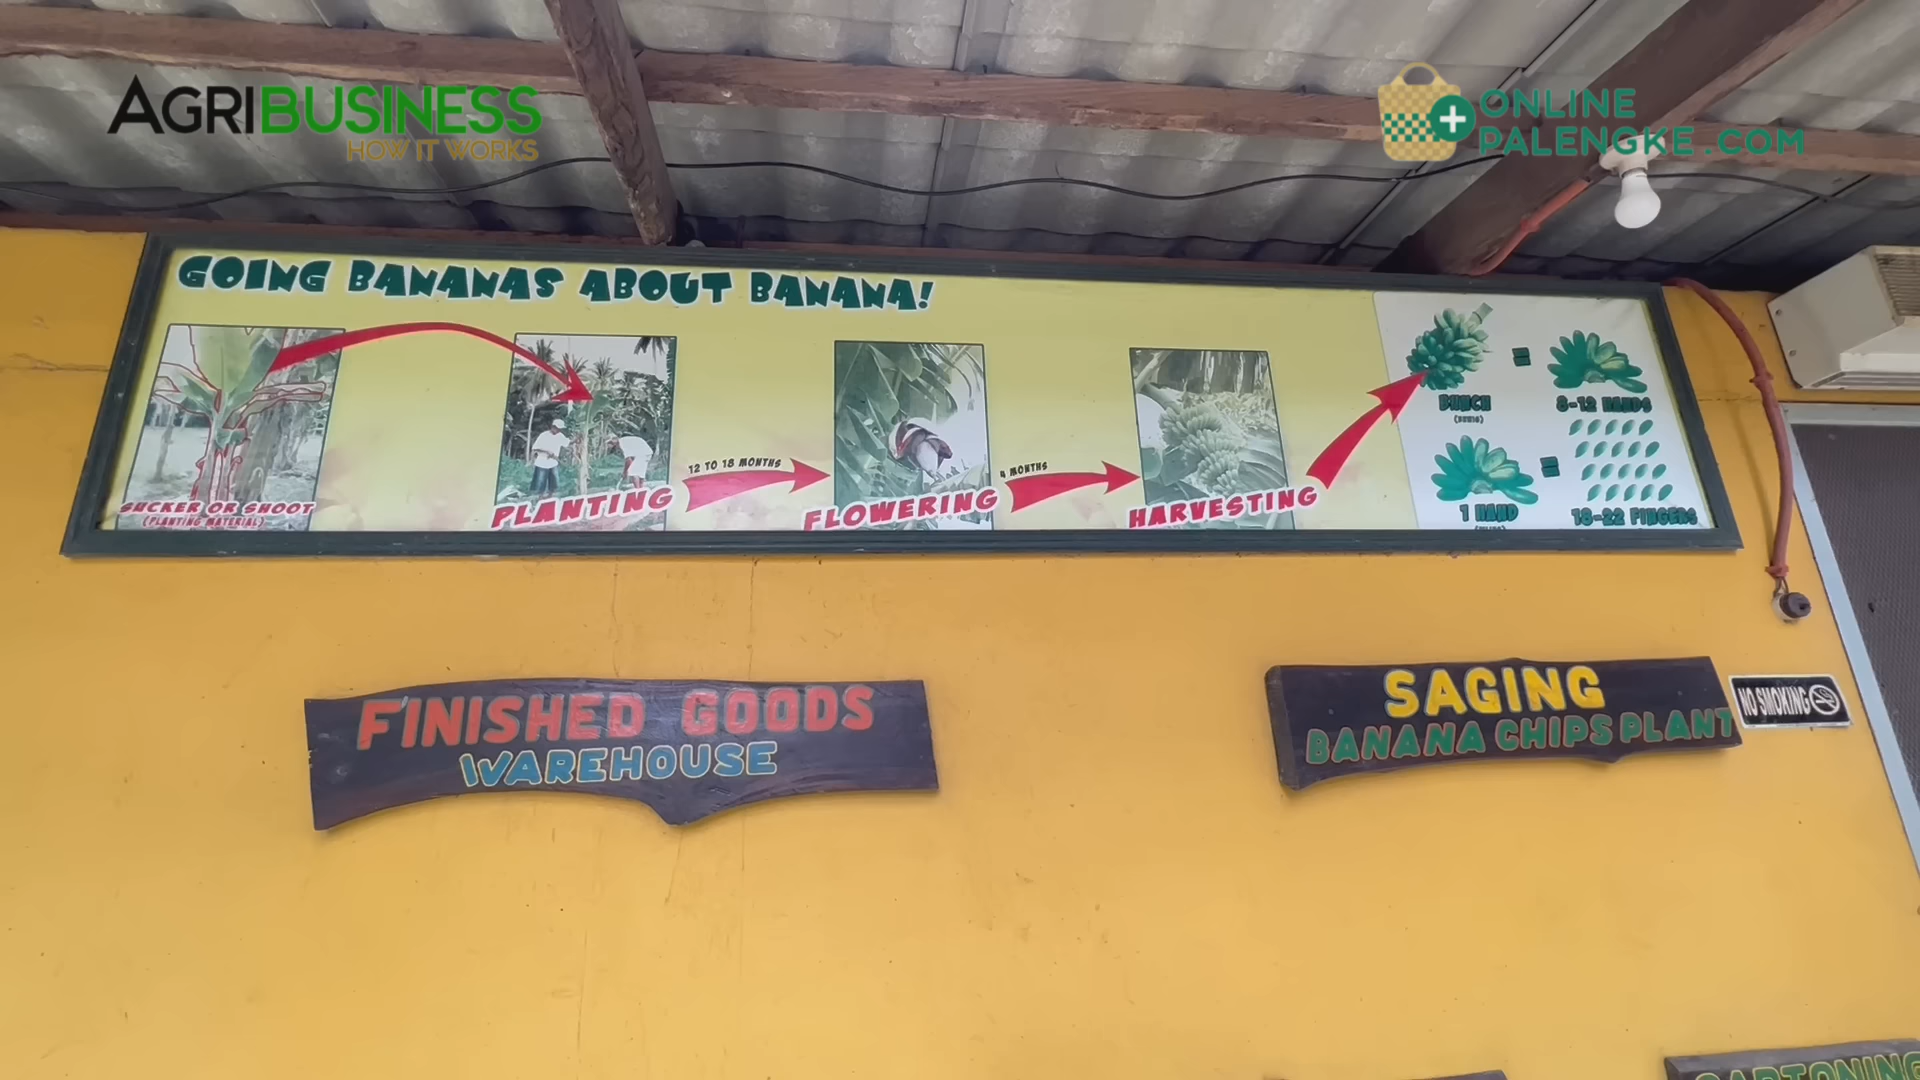 AGRIBUSINESS
HOW IT WORKS
ONLINE
PALENGKE.COM
GOING BANANAS ABOUT BANANA!
SUCKER OR SHOOT
(PLANTING MATERIAL)
PLANTING
12 TO 18 MONTHS
FLOWERING
4 MONTHS
HARVESTING
BUNCH
=
8-12 HANDS
1 HAND
=
18-22 FINGERS
FINISHED GOODS
WAREHOUSE
SAGING
BANANA CHIPS PLANT
NO SMOKING
CARTONING